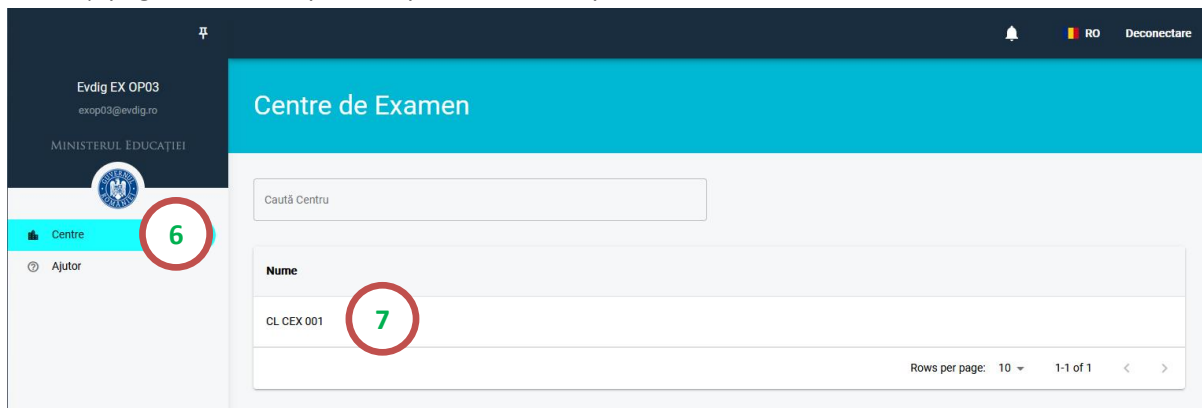 RO Deconectare
Evdig EX OP03
exop03@evdig.ro
MINISTERUL EDUCAȚIEI
Centre de Examen
Caută Centru
Centre
6
Ajutor
Nume
CL CEX 001
7
Rows per page: 10 1-1 of 1